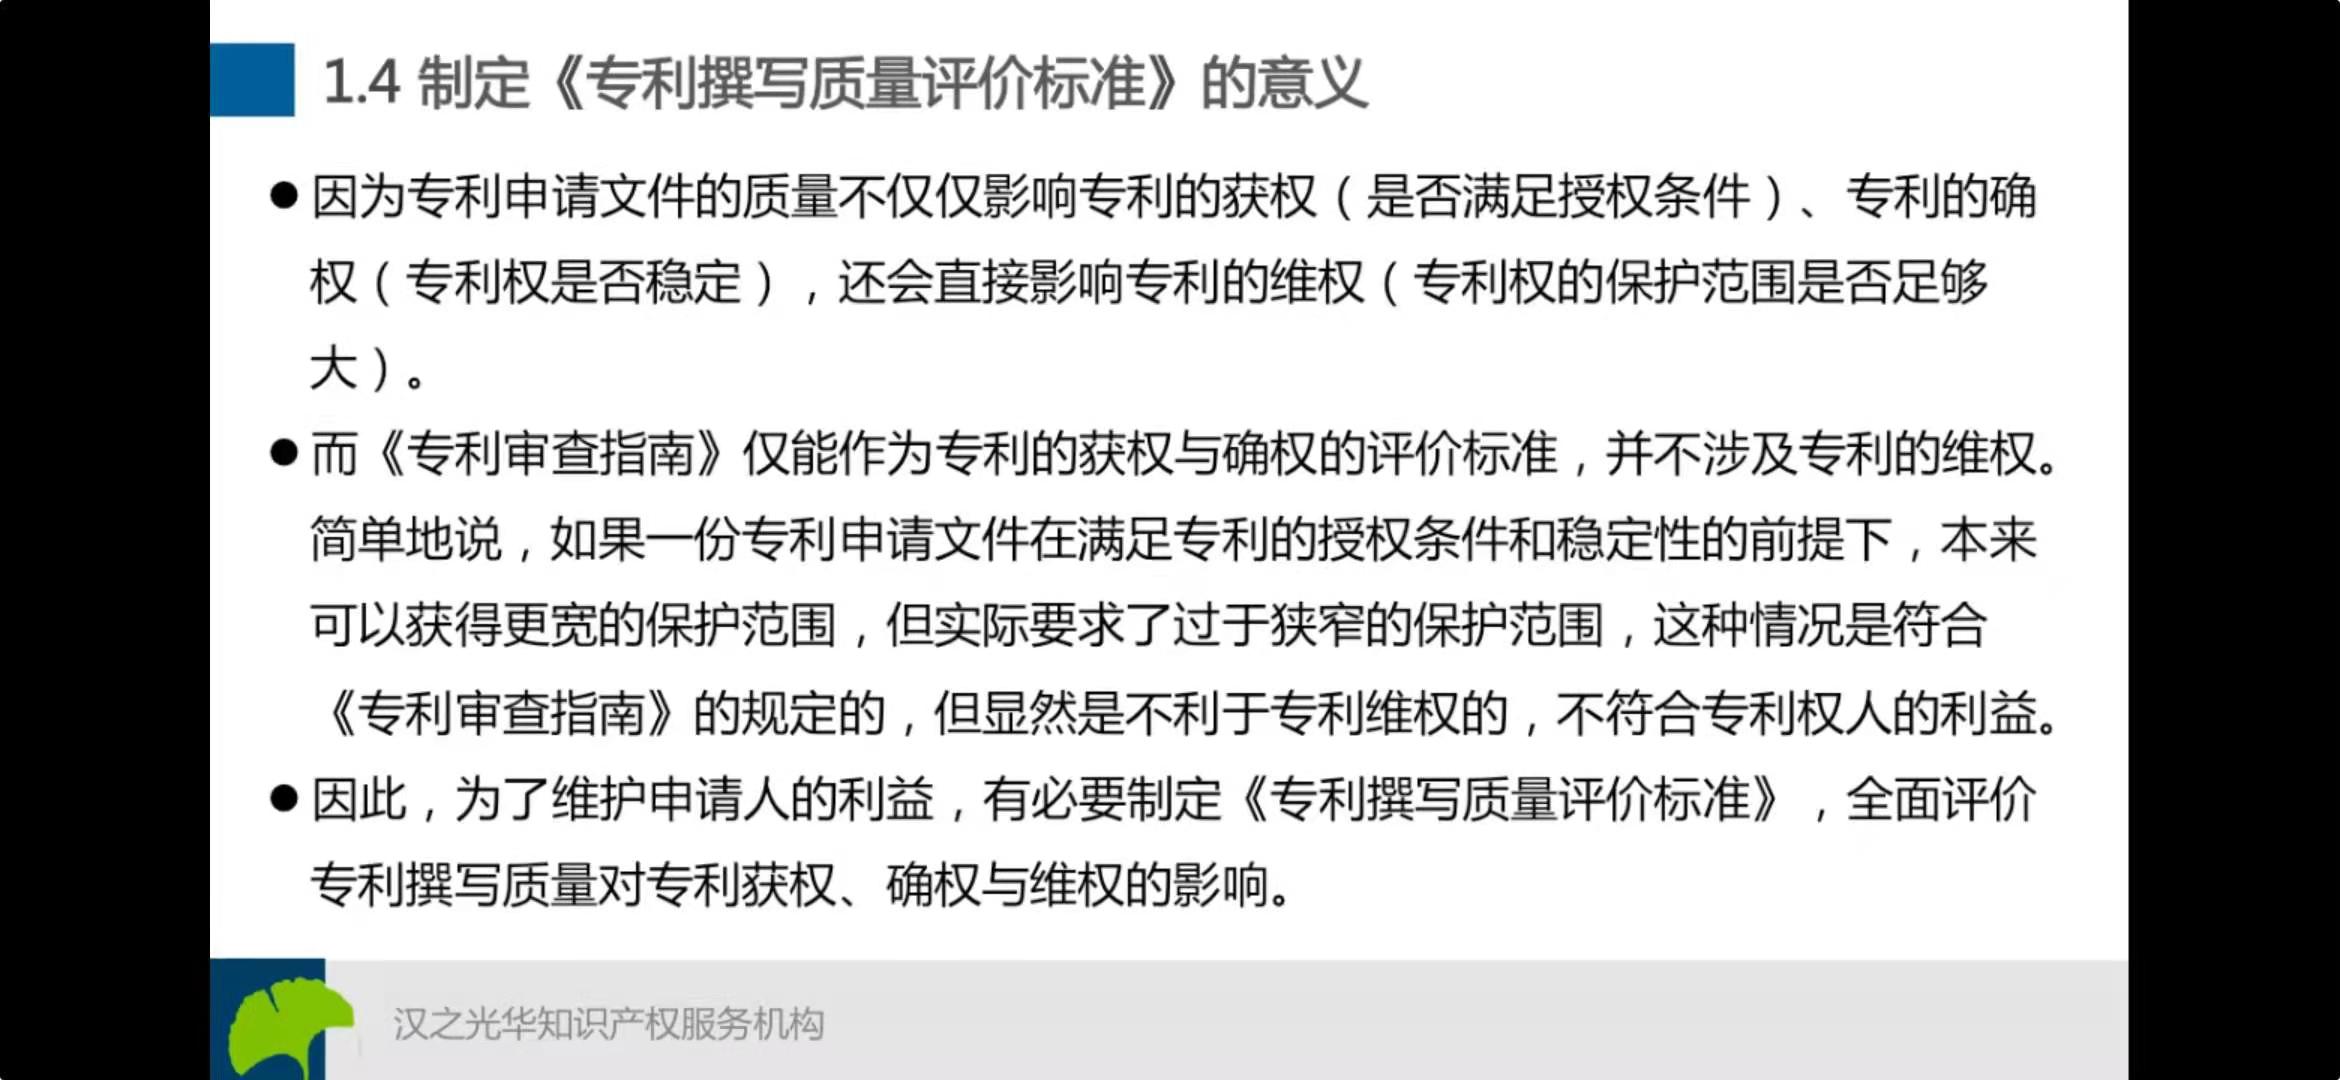 1.4 制定《专利撰写质量评价标准》的意义
●因为专利申请文件的质量不仅仅影响专利的获权（是否满足授权条件）、专利的确
权（专利权是否稳定），还会直接影响专利的维权（专利权的保护范围是否足够
大）。
●而《专利审查指南》仅能作为专利的获权与确权的评价标准，并不涉及专利的维权。
简单地说，如果一份专利申请文件在满足专利的授权条件和稳定性的前提下，本来
可以获得更宽的保护范围，但实际要求了过于狭窄的保护范围，这种情况是符合
《专利审查指南》的规定的，但显然是不利于专利维权的，不符合专利权人的利益。
●因此，为了维护申请人的利益，有必要制定《专利撰写质量评价标准》，全面评价
专利撰写质量对专利获权、确权与维权的影响。
汉之光华知识产权服务机构